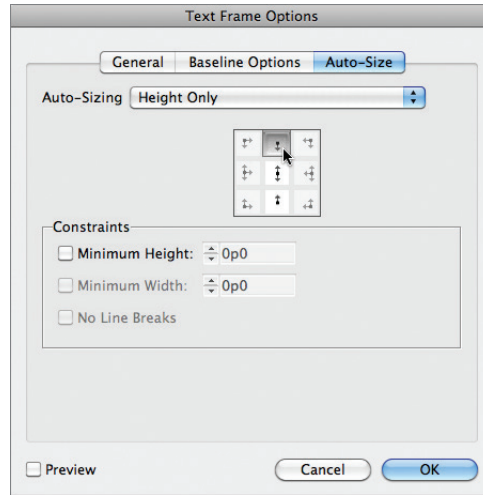 Text Frame Options
General Baseline Options Auto-Size
Auto-Sizing Height Only
Constraints
Minimum Height: 0p0
Minimum Width: 0p0
No Line Breaks
Preview Cancel OK